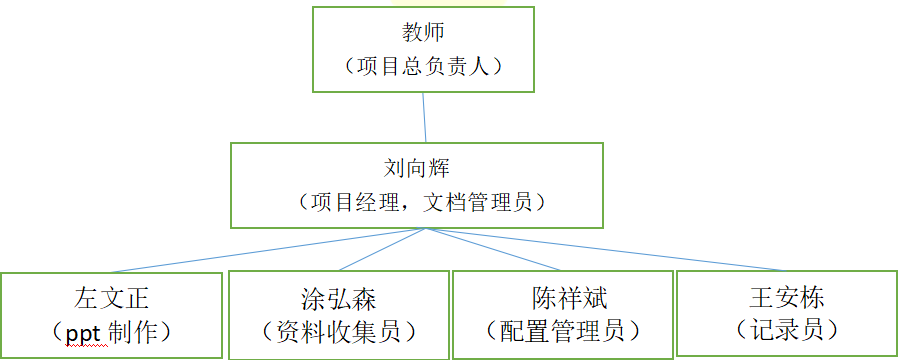 教师
（项目总负责人）
刘向辉
（项目经理，文档管理员）
左文正
（ppt 制作）
涂弘森
（资料收集员）
陈祥斌
（配置管理员）
王安栋
（记录员）